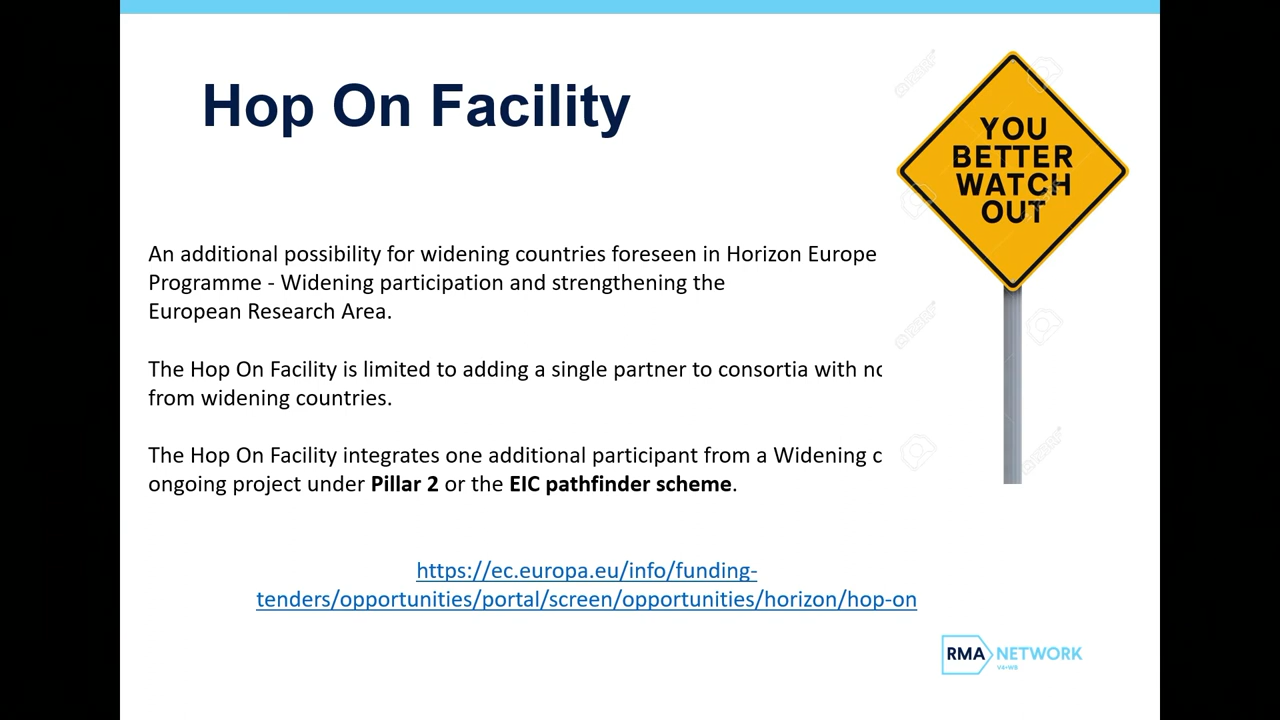 Hop On Facility
YOU
BETTER
WATCH
OUT
An additional possibility for widening countries foreseen in Horizon Europe
Programme - Widening participation and strengthening the
European Research Area.
The Hop On Facility is limited to adding a single partner to consortia with
from widening countries.
The Hop On Facility integrates one additional participant from a Widening
ongoing project under Pillar 2 or the EIC pathfinder scheme.
https://ec.europa.eu/info/funding-
tenders/opportunities/portal/screen/opportunities/horizon/hop-on
RMA NETWORK
V4+WB